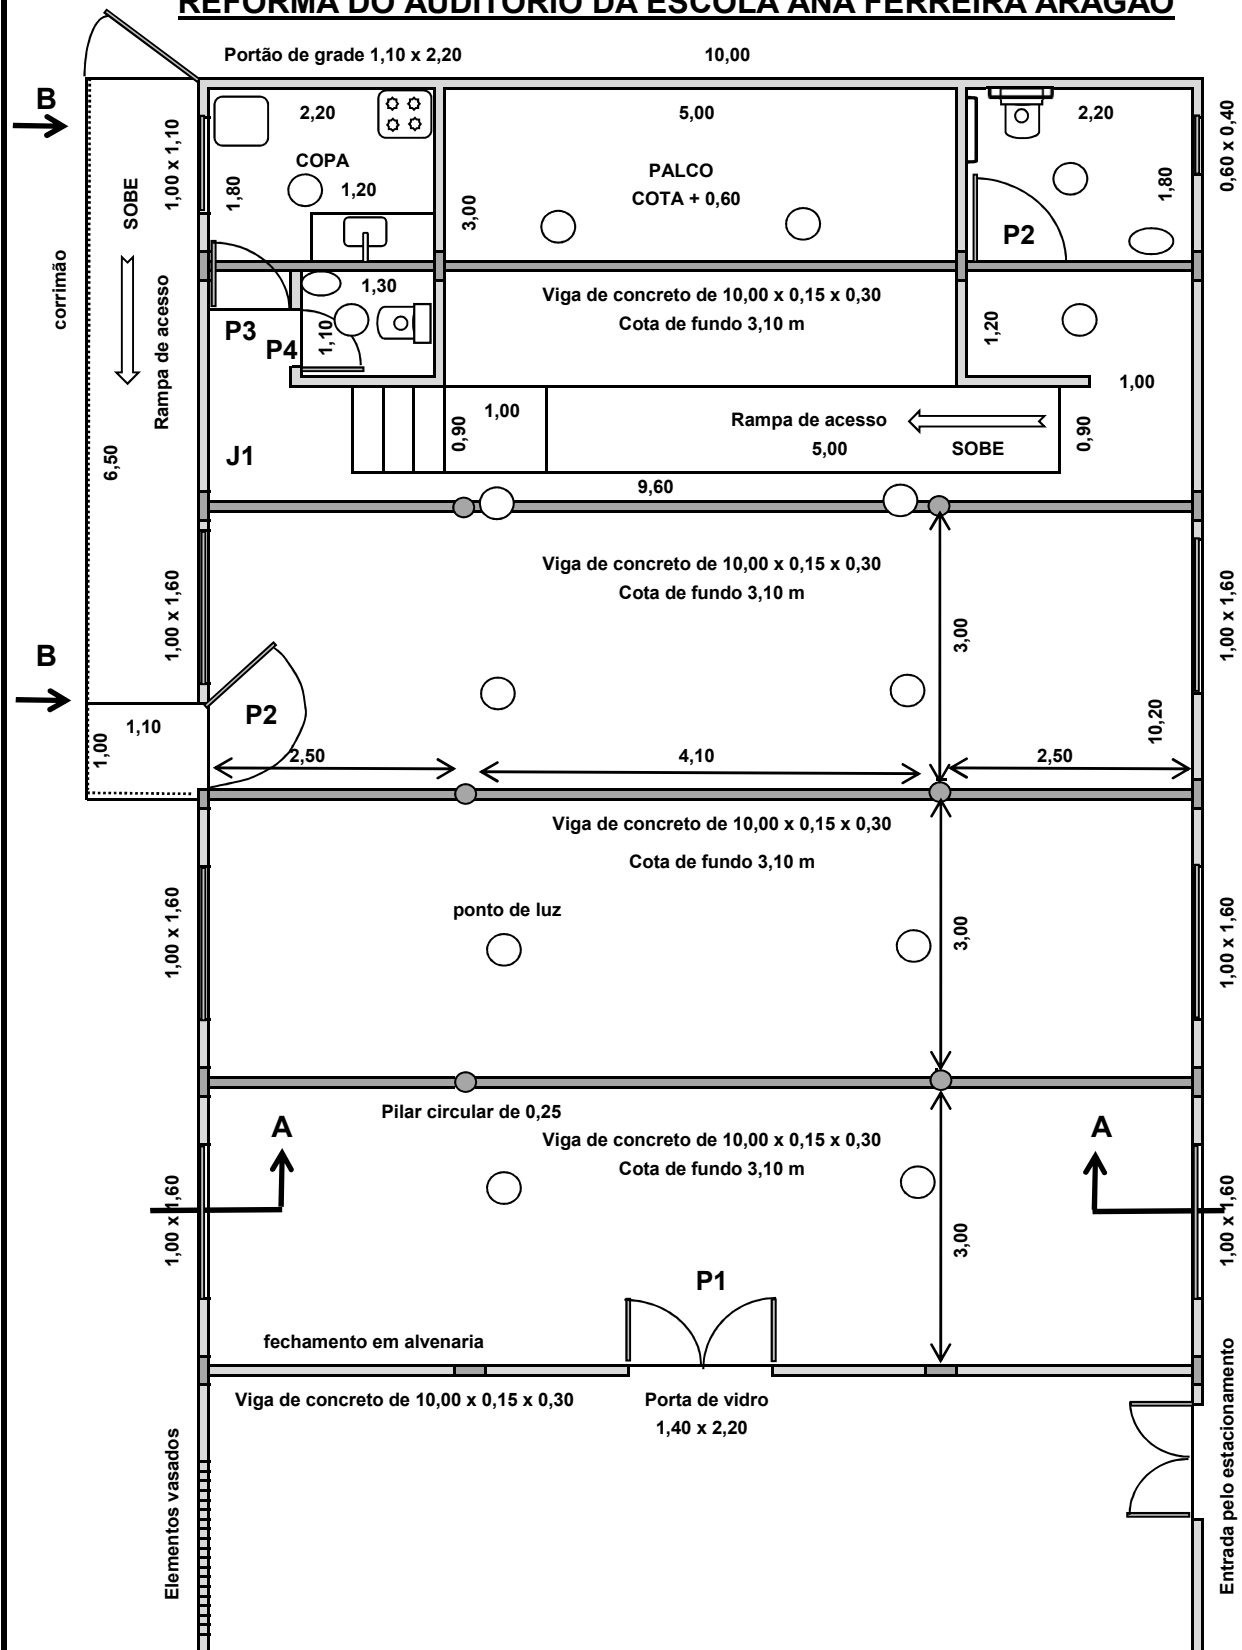 REFORMA DO AUDITÓRIO DA ESCOLA ANA FERREIRA ARAGÃO
Portão de grade 1,10 x 2,20
10,00
B
2,20
5,00
2,20
1,00 x 1,10
0,60 x 0,40
COPA
PALCO
1,80
1,20
COTA + 0,60
1,80
SOBE
3,00
P2
corrimão
Rampa de acesso
1,30
Viga de concreto de 10,00 x 0,15 x 0,30
Cota de fundo 3,10 m
P3
P4
1,10
1,20
1,00
1,00
0,90
Rampa de acesso
5,00
SOBE
0,90
J1
6,50
9,60
Viga de concreto de 10,00 x 0,15 x 0,30
Cota de fundo 3,10 m
1,00 x 1,60
3,00
1,00 x 1,60
B
P2
1,10
1,00
2,50
4,10
2,50
10,20
Viga de concreto de 10,00 x 0,15 x 0,30
Cota de fundo 3,10 m
ponto de luz
1,00 x 1,60
3,00
1,00 x 1,60
Pilar circular de 0,25
A
A
Viga de concreto de 10,00 x 0,15 x 0,30
Cota de fundo 3,10 m
1,00 x 1,60
3,00
1,00 x 1,60
P1
fechamento em alvenaria
Viga de concreto de 10,00 x 0,15 x 0,30
Porta de vidro
1,40 x 2,20
Elementos vasados
Entrada pelo estacionamento